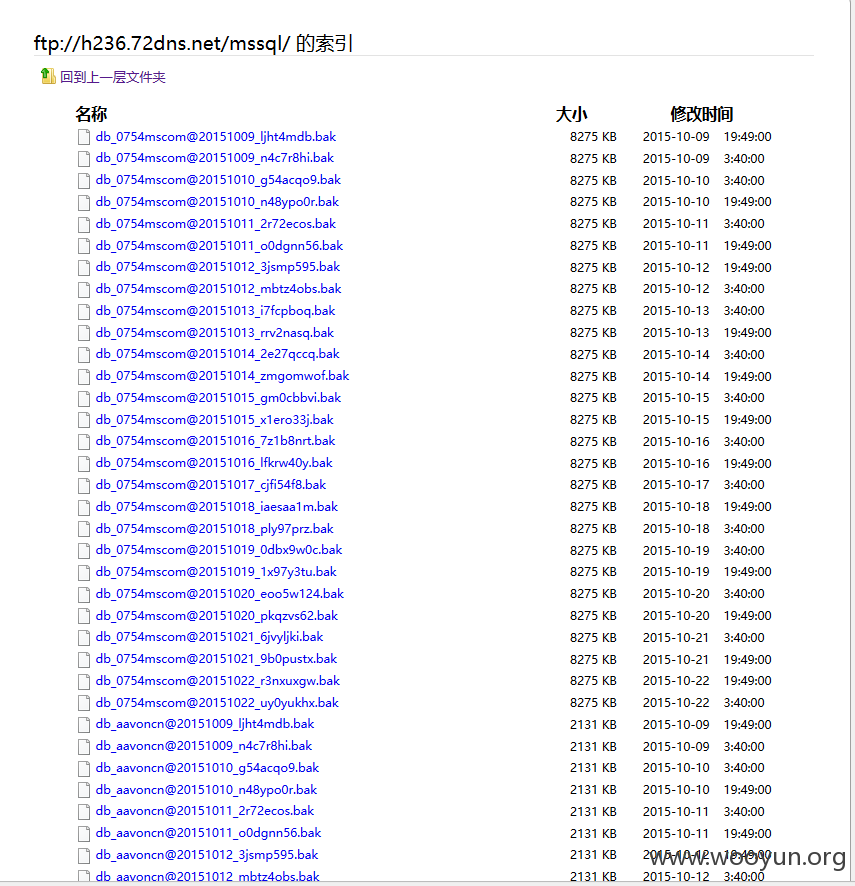 ftp://h236.72dns.net/mssql/ 的索引
回到上一层文件夹
名称 大小 修改时间
db_0754mscom@20151009_ljht4mdb.bak 8275 KB 2015-10-09 19:49:00
db_0754mscom@20151009_n4c7r8hi.bak 8275 KB 2015-10-09 3:40:00
db_0754mscom@20151010_g54acqo9.bak 8275 KB 2015-10-10 3:40:00
db_0754mscom@20151010_n48ypo0r.bak 8275 KB 2015-10-10 19:49:00
db_0754mscom@20151011_2r72ecos.bak 8275 KB 2015-10-11 3:40:00
db_0754mscom@20151011_o0dgnn56.bak 8275 KB 2015-10-11 19:49:00
db_0754mscom@20151012_3jsmp595.bak 8275 KB 2015-10-12 19:49:00
db_0754mscom@20151012_mbtz4obs.bak 8275 KB 2015-10-12 3:40:00
db_0754mscom@20151013_i7fcpboq.bak 8275 KB 2015-10-13 3:40:00
db_0754mscom@20151013_rrv2nasq.bak 8275 KB 2015-10-13 19:49:00
db_0754mscom@20151014_2e27qccq.bak 8275 KB 2015-10-14 3:40:00
db_0754mscom@20151014_zmgomwof.bak 8275 KB 2015-10-14 19:49:00
db_0754mscom@20151015_gm0cbbvi.bak 8275 KB 2015-10-15 3:40:00
db_0754mscom@20151015_x1ero33j.bak 8275 KB 2015-10-15 19:49:00
db_0754mscom@20151016_7z1b8nrt.bak 8275 KB 2015-10-16 3:40:00
db_0754mscom@20151016_lfkrw40y.bak 8275 KB 2015-10-16 19:49:00
db_0754mscom@20151017_cjfi54f8.bak 8275 KB 2015-10-17 3:40:00
db_0754mscom@20151018_iaesaa1m.bak 8275 KB 2015-10-18 19:49:00
db_0754mscom@20151018_ply97prz.bak 8275 KB 2015-10-18 3:40:00
db_0754mscom@20151019_0dbx9w0c.bak 8275 KB 2015-10-19 3:40:00
db_0754mscom@20151019_1x97y3tu.bak 8275 KB 2015-10-19 19:49:00
db_0754mscom@20151020_eoo5w124.bak 8275 KB 2015-10-20 3:40:00
db_0754mscom@20151020_pkqzvs62.bak 8275 KB 2015-10-20 19:49:00
db_0754mscom@20151021_6jvyljki.bak 8275 KB 2015-10-21 3:40:00
db_0754mscom@20151021_9b0pustx.bak 8275 KB 2015-10-21 19:49:00
db_0754mscom@20151022_r3nxuxgw.bak 8275 KB 2015-10-22 19:49:00
db_0754mscom@20151022_uy0yukhx.bak 8275 KB 2015-10-22 3:40:00
db_aavoncn@20151009_ljht4mdb.bak 2131 KB 2015-10-09 19:49:00
db_aavoncn@20151009_n4c7r8hi.bak 2131 KB 2015-10-09 3:40:00
db_aavoncn@20151010_g54acqo9.bak 2131 KB 2015-10-10 3:40:00
db_aavoncn@20151010_n48ypo0r.bak 2131 KB 2015-10-10 19:49:00
db_aavoncn@20151011_2r72ecos.bak 2131 KB 2015-10-11 3:40:00
db_aavoncn@20151011_o0dgnn56.bak 2131 KB 2015-10-11 19:49:00
db_aavoncn@20151012_3jsmp595.bak 2131 KB 2015-10-12 19:49:00
www.wooyun.org
db_aavoncn@20151012_mbtz4obs.bak 2131 KB 2015-10-12 3:40:00